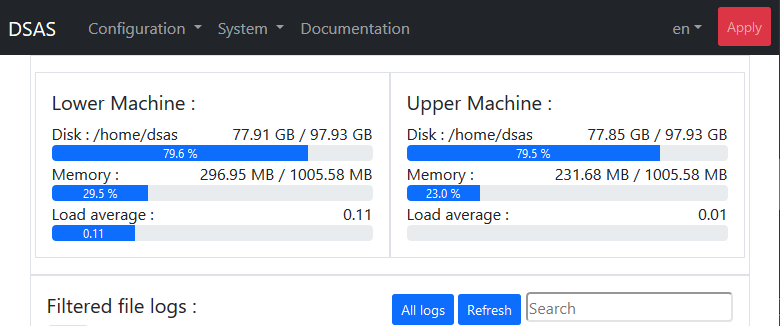 DSAS Configuration System Documentation en Apply
Lower Machine :
Disk : /home/dsas 77.91 GB / 97.93 GB
79.6 %
Memory : 296.95 MB / 1005.58 MB
29.5 %
Load average : 0.11
0.11
Upper Machine :
Disk : /home/dsas 77.85 GB / 97.93 GB
79.5 %
Memory : 231.68 MB / 1005.58 MB
23.0 %
Load average : 0.01
Filtered file logs : All logs Refresh Search